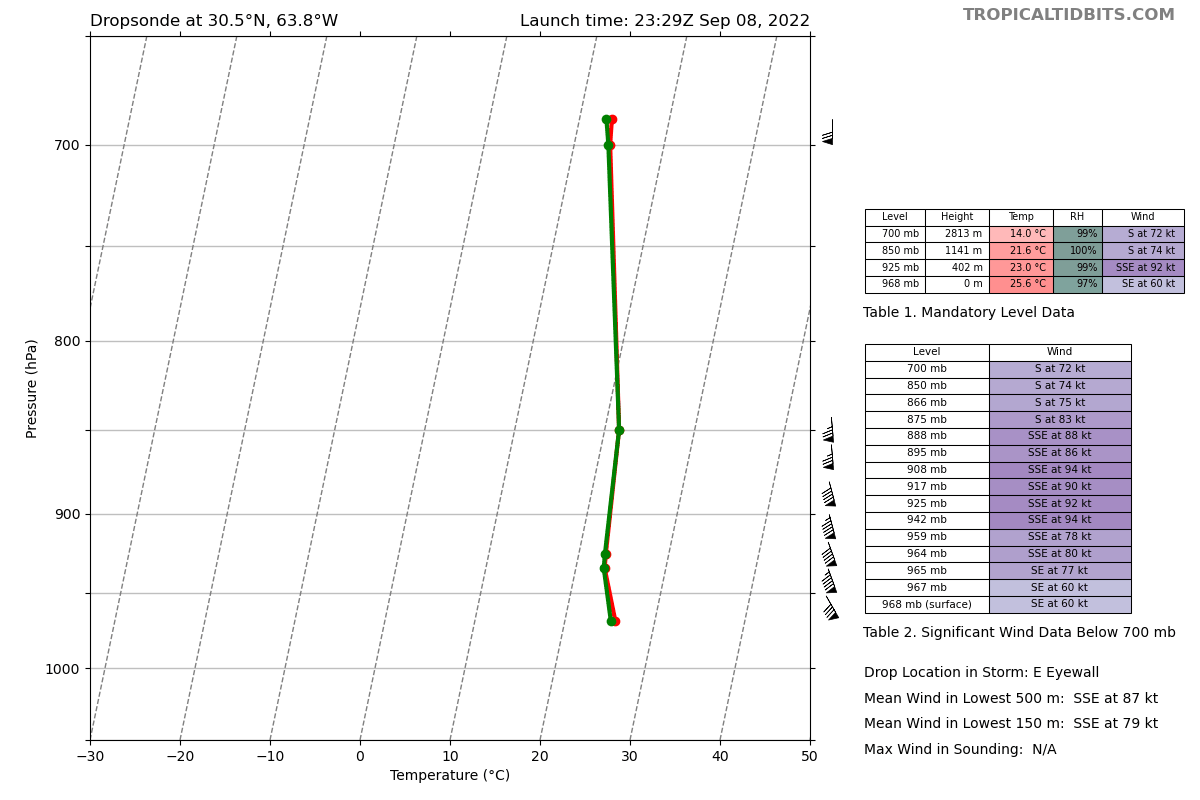 Dropsonde at 30.5°N, 63.8°W
Launch time: 23:29Z Sep 08, 2022
TROPICALTIDBITS.COM
700
800
900
1000
Pressure (hPa)
−30 −20 −10 0 10 20 30 40 50
Temperature (°C)
Level Height Temp RH Wind
700 mb 2813 m 14.0 °C 99% S at 72 kt
850 mb 1141 m 21.6 °C 100% S at 74 kt
925 mb 402 m 23.0 °C 99% SSE at 92 kt
968 mb 0 m 25.6 °C 97% SE at 60 kt
Table 1. Mandatory Level Data
Level Wind
700 mb S at 72 kt
850 mb S at 74 kt
866 mb S at 75 kt
875 mb S at 83 kt
888 mb SSE at 88 kt
895 mb SSE at 86 kt
908 mb SSE at 94 kt
917 mb SSE at 90 kt
925 mb SSE at 92 kt
942 mb SSE at 94 kt
959 mb SSE at 78 kt
964 mb SSE at 80 kt
965 mb SE at 77 kt
967 mb SE at 60 kt
968 mb (surface) SE at 60 kt
Table 2. Significant Wind Data Below 700 mb
Drop Location in Storm: E Eyewall
Mean Wind in Lowest 500 m: SSE at 87 kt
Mean Wind in Lowest 150 m: SSE at 79 kt
Max Wind in Sounding: N/A